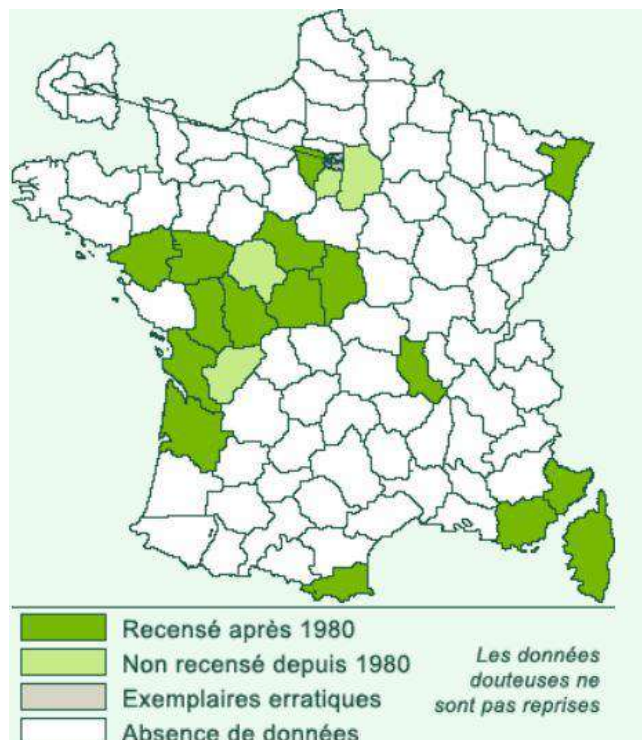 Recensé après 1980
Non recensé depuis 1980
Exemplaires erratiques
Absence de données
Les données
douteuses ne
sont pas reprises